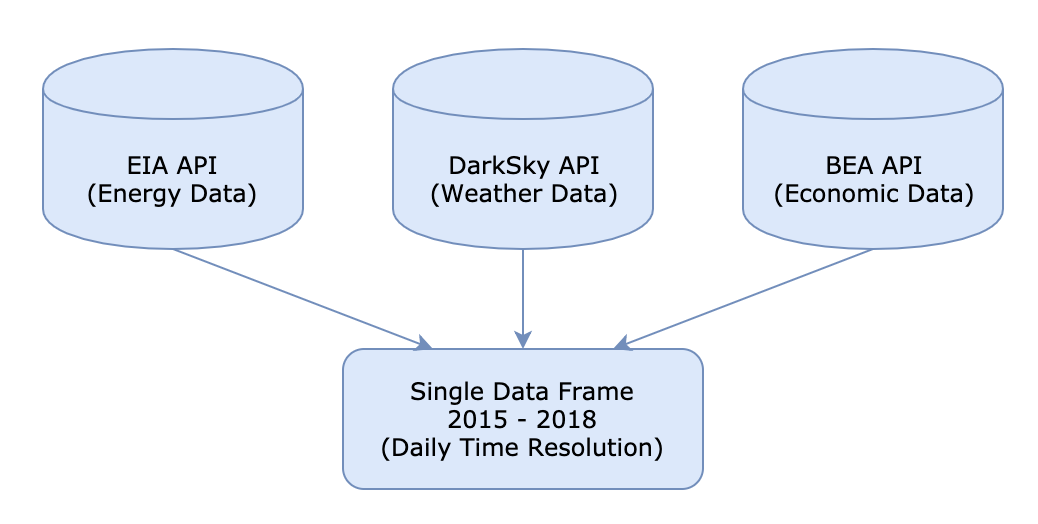 EIA API
(Energy Data)
DarkSky API
(Weather Data)
BEA API
(Economic Data)
Single Data Frame
2015 - 2018
(Daily Time Resolution)